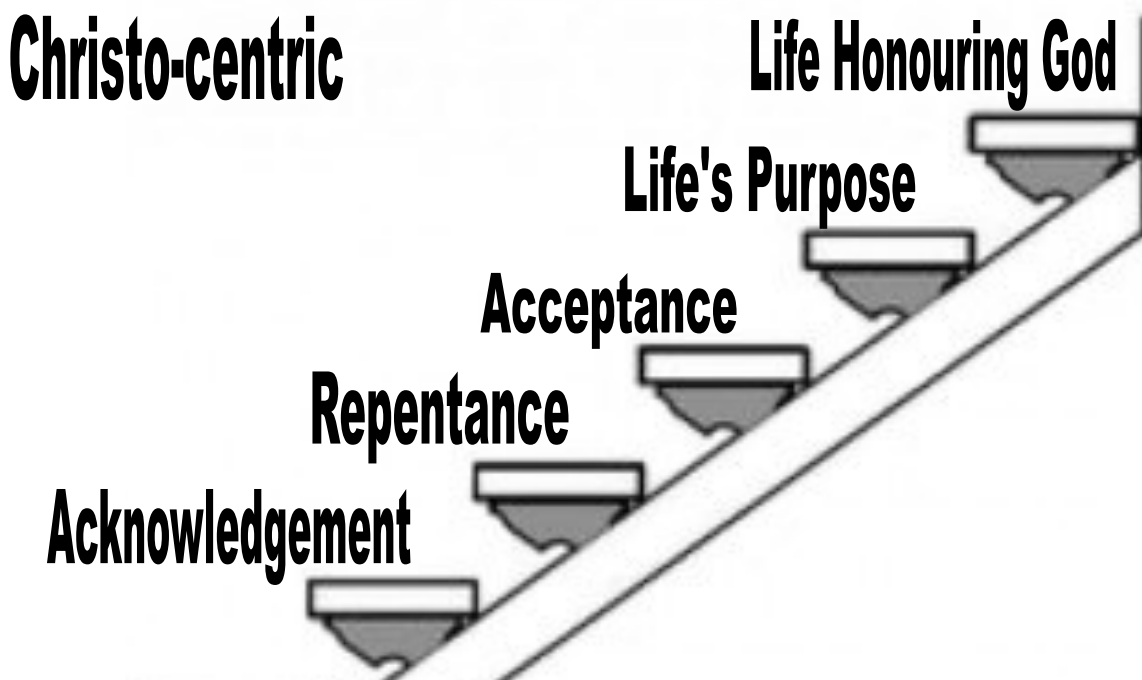 Christo-centric
Life Honouring God
Life's Purpose
Acceptance
Repentance
Acknowledgement